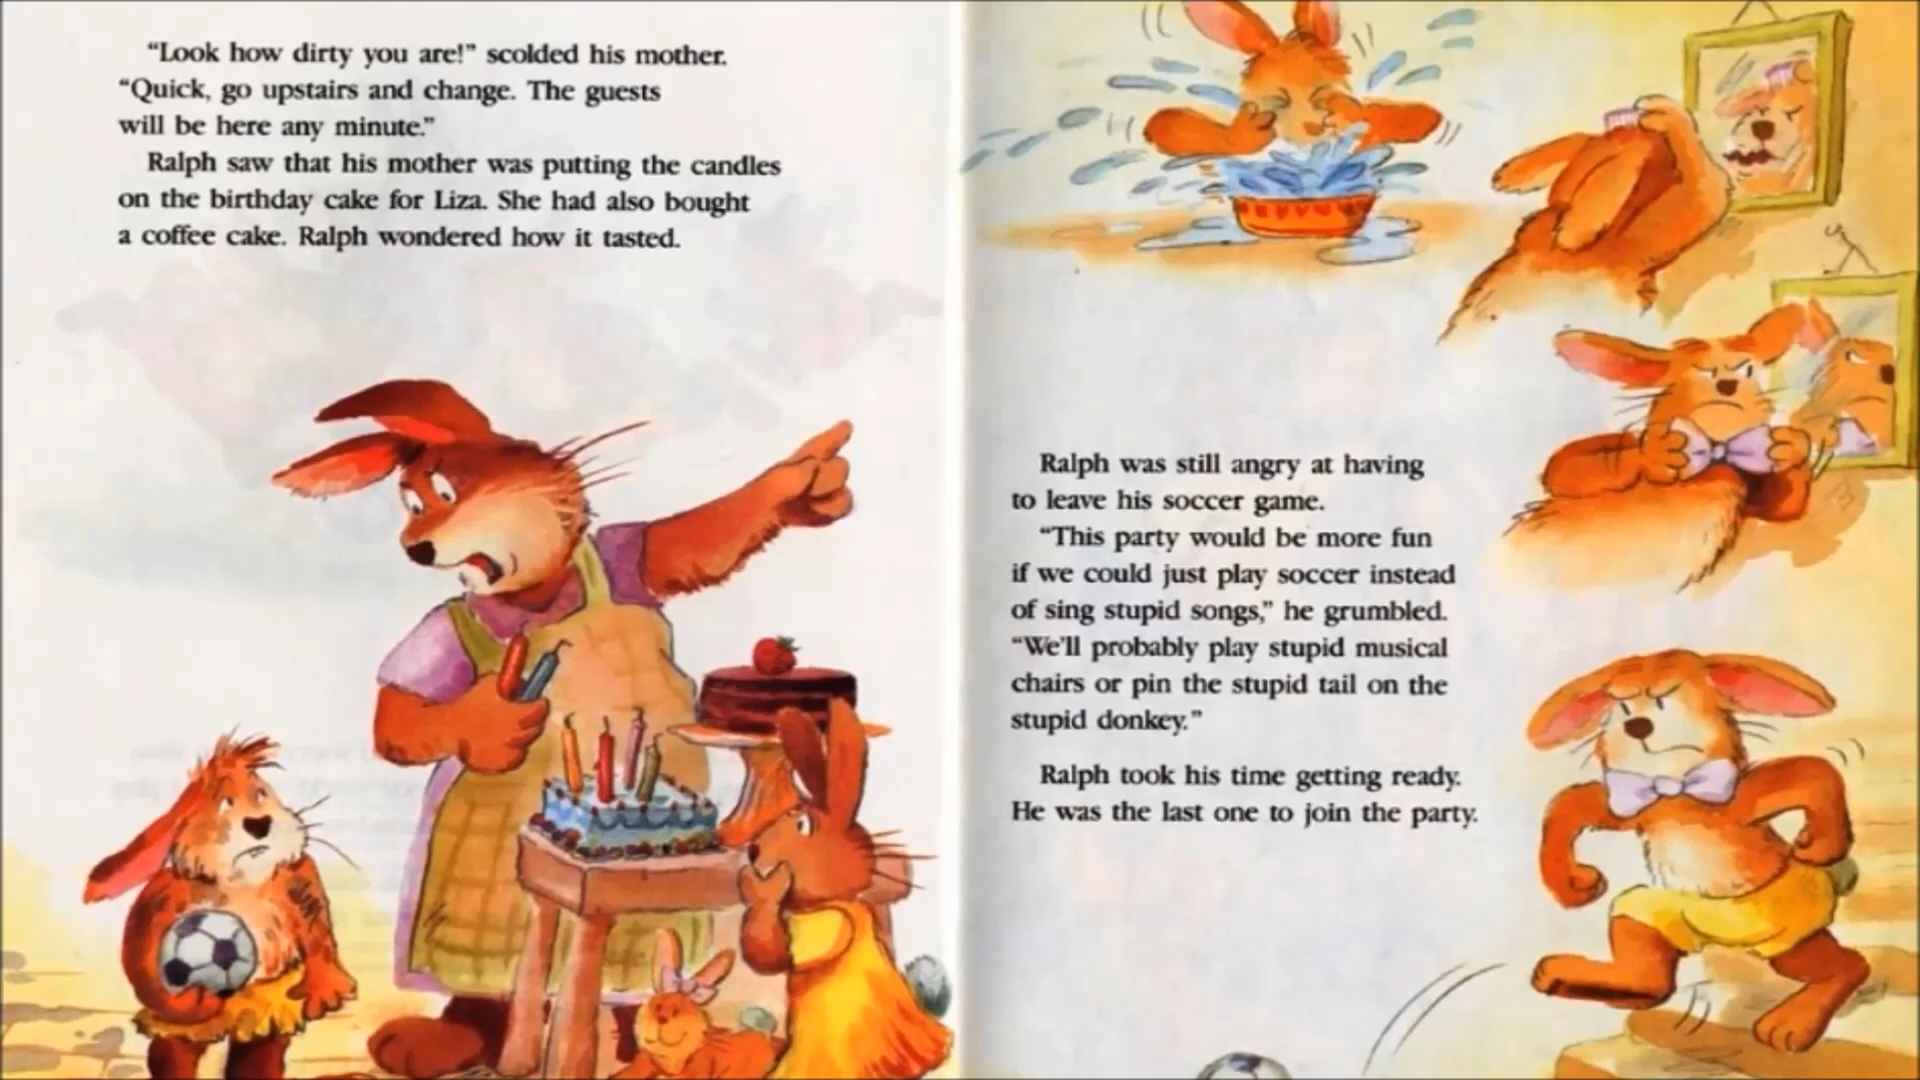 “Look how dirty you are!” scolded his mother.
“Quick, go upstairs and change. The guests
will be here any minute.”
Ralph saw that his mother was putting the candles
on the birthday cake for Liza. She had also bought
a coffee cake. Ralph wondered how it tasted.
Ralph was still angry at having
to leave his soccer game.
“This party would be more fun
if we could just play soccer instead
of sing stupid songs,” he grumbled.
“We’ll probably play stupid musical
chairs or pin the stupid tail on the
stupid donkey.”
Ralph took his time getting ready.
He was the last one to join the party.